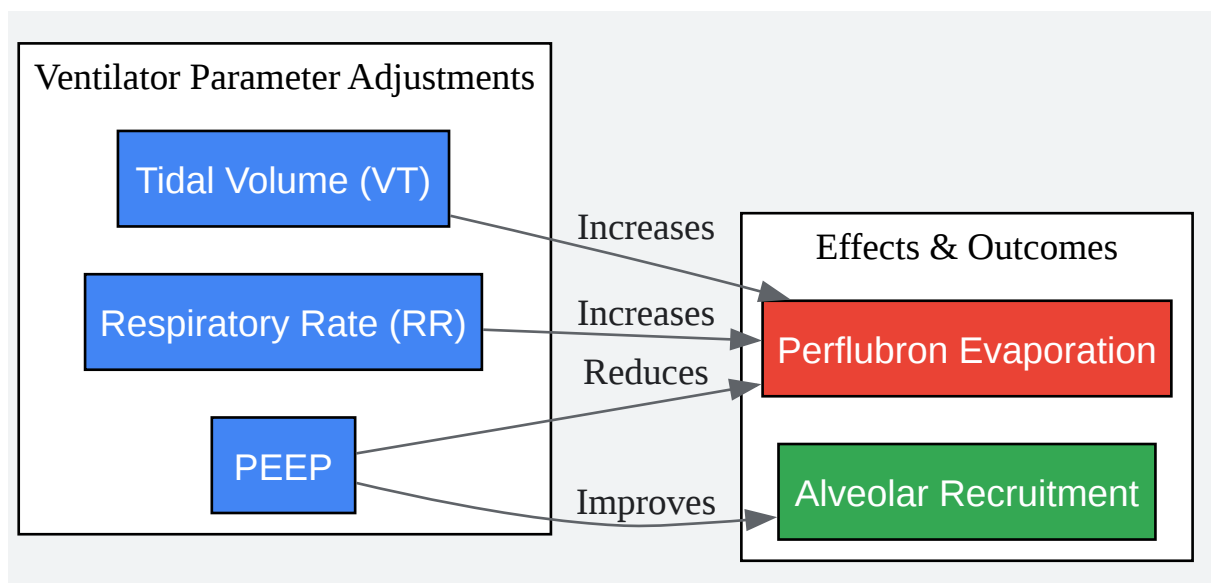 Ventilator Parameter Adjustments
Tidal Volume (VT)
Respiratory Rate (RR)
PEEP
Increases
Increases
Reduces
Improves
Effects & Outcomes
Perflubron Evaporation
Alveolar Recruitment